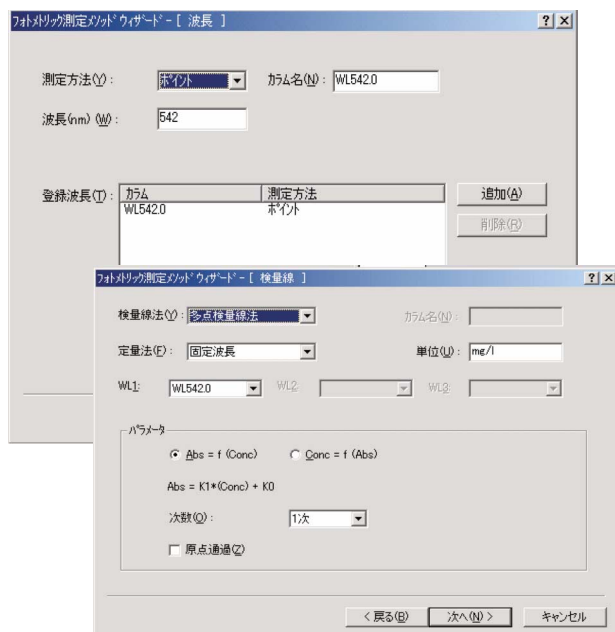 フォトメトリック測定メソッド ウィザード - [ 波長 ]
測定方法(Y): ポイント カラム名(N): WL542.0
波長(nm) (W): 542
登録波長(T): カラム 測定方法 追加(A)
WL542.0 ポイント
削除(R)
フォトメトリック測定メソッド ウィザード - [ 検量線 ]
検量線法(Y): 多点検量線法 カラム名(N):
定量法(F): 固定波長 単位(U): mg/l
WL1: WL542.0 WL2: WL3:
パラメータ
Abs = f (Conc) Conc = f (Abs)
Abs = K1*(Conc) + K0
次数(O): 1次
原点通過(Z)
< 戻る(B) 次へ(N) > キャンセル